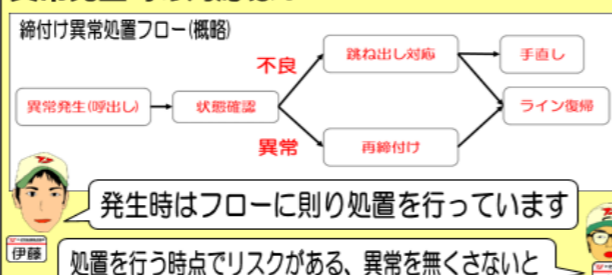 締付け異常処置フロー(概略)
不良
跳ね出し対応
手直し
異常発生(呼出し)
状態確認
ライン復帰
異常
再締付け
発生時はフローに則り処置を行っています
伊藤
処置を行う時点でリスクがある、異常を無くさないと